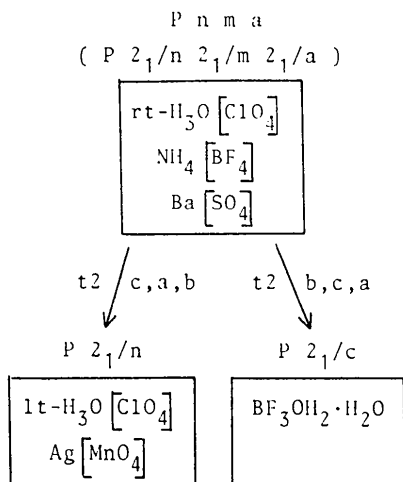 P n m a
( P 2₁/n 2₁/m 2₁/a )
rt-H₃O [ClO₄]
NH₄ [BF₄]
Ba [SO₄]
t2 c,a,b t2 b,c,a
P 2₁/n P 2₁/c
lt-H₃O [ClO₄] BF₃OH₂·H₂O
Ag [MnO₄]